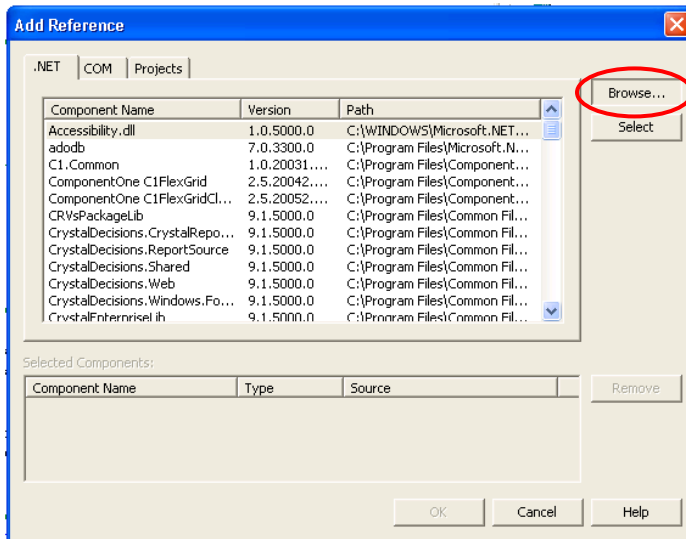 Add Reference
.NET COM Projects
Browse...
Component Name Version Path
Select
Accessibility.dll 1.0.5000.0 C:\WINDOWS\Microsoft.NET...
adodb 7.0.3300.0 C:\Program Files\Microsoft.N...
C1.Common 1.0.20031.... C:\Program Files\Component...
ComponentOne C1FlexGrid 2.5.20042.... C:\Program Files\Component...
ComponentOne C1FlexGridCl... 2.5.20052.... C:\Program Files\Component...
CRVsPackageLib 9.1.5000.0 C:\Program Files\Common Fil...
CrystalDecisions.CrystalRepo... 9.1.5000.0 C:\Program Files\Common Fil...
CrystalDecisions.ReportSource 9.1.5000.0 C:\Program Files\Common Fil...
CrystalDecisions.Shared 9.1.5000.0 C:\Program Files\Common Fil...
CrystalDecisions.Web 9.1.5000.0 C:\Program Files\Common Fil...
CrystalDecisions.Windows.Fo... 9.1.5000.0 C:\Program Files\Common Fil...
CrystalEnterpriseLib 9.1.5000.0 C:\Program Files\Common Fil...
Selected Components:
Component Name Type Source
Remove
OK Cancel Help